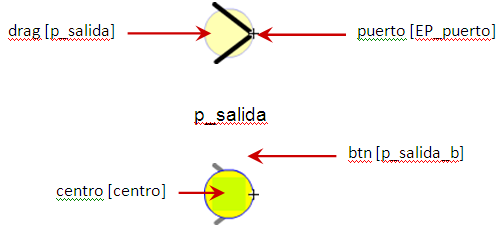 drag [p_salida]
puerto [EP_puerto]
p_salida
btn [p_salida_b]
centro [centro]